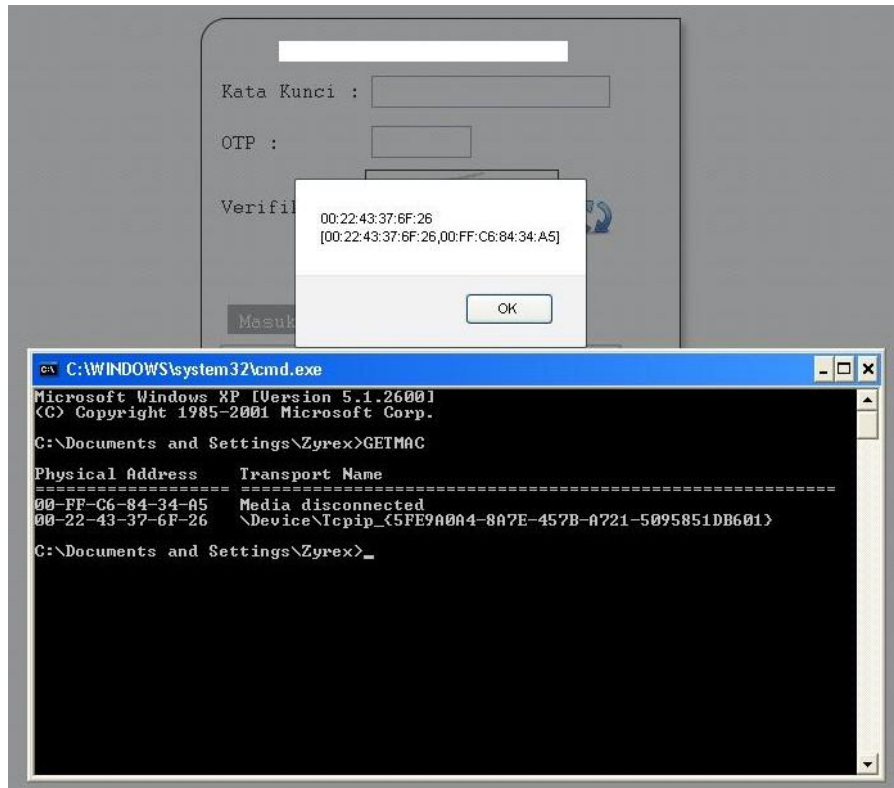 Kata Kunci :
OTP :
Verifik
00:22:43:37:6F:26
[00:22:43:37:6F:26,00:FF:C6:84:34:A5]
OK
Masuk
C:\WINDOWS\system32\cmd.exe
Microsoft Windows XP [Version 5.1.2600]
(C) Copyright 1985-2001 Microsoft Corp.
C:\Documents and Settings\Zyrex>GETMAC
Physical Address Transport Name
=================== ==========================================================
00-FF-C6-84-34-A5 Media disconnected
00-22-43-37-6F-26 \Device\Tcpip_{5FE9A0A4-8A7E-457B-A721-5095851DB601}
C:\Documents and Settings\Zyrex>_